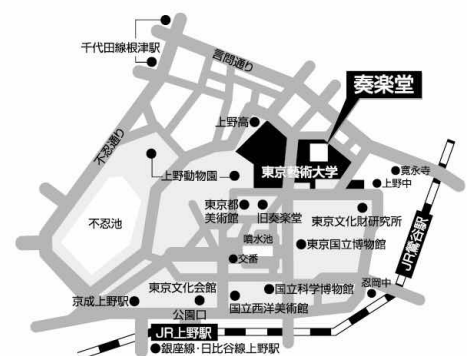 千代田線根津駅
言問通り
奏楽堂
上野高
不忍通り
東京藝術大学
寛永寺
上野中
上野動物園
東京都
美術館
旧奏楽堂
東京文化財研究所
不忍池
噴水池
東京国立博物館
JR鶯谷駅
交番
忍岡中
東京文化会館
国立科学博物館
京成上野駅
公園口
国立西洋美術館
JR上野駅
銀座線・日比谷線上野駅